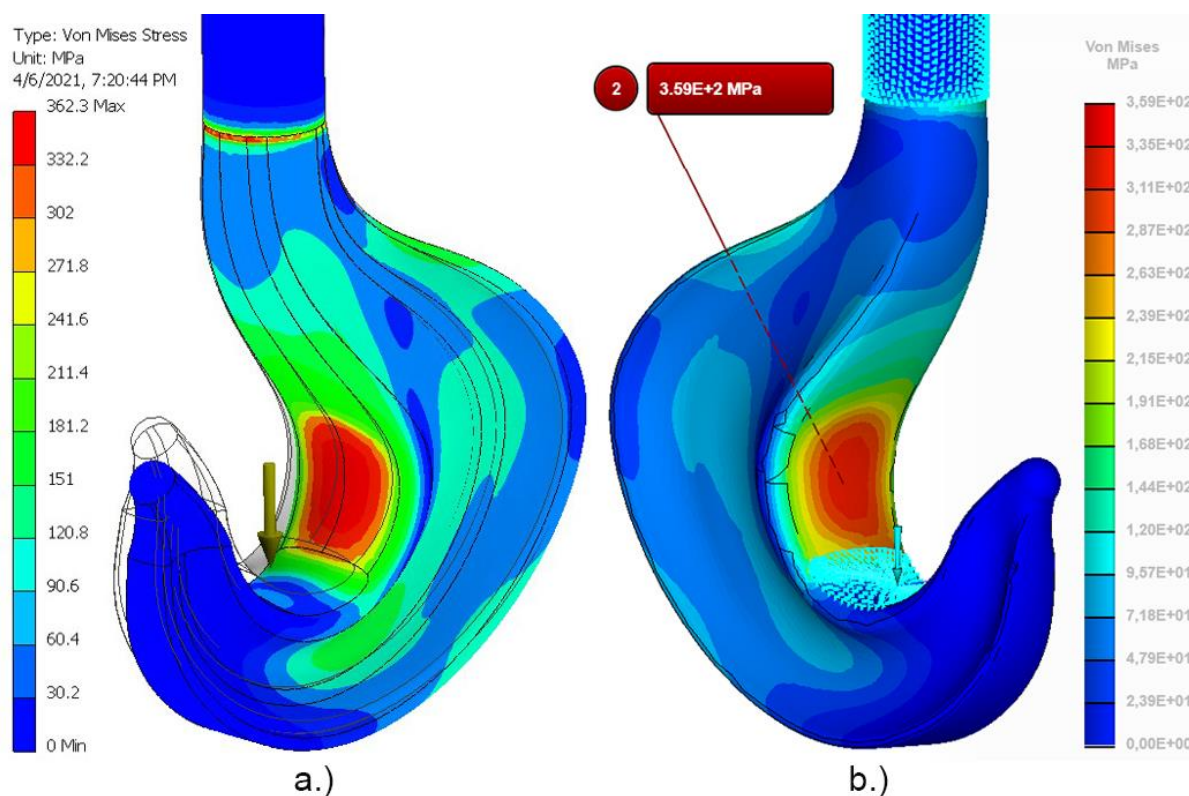 Type: Von Mises Stress
Unit: MPa
4/6/2021, 7:20:44 PM
362.3 Max
332.2
302
271.8
241.6
211.4
181.2
151
120.8
90.6
60.4
30.2
0 Min
a.)
2
3.59E+2 MPa
Von Mises
MPa
3,59E+02
3,35E+02
3,11E+02
2,87E+02
2,63E+02
2,39E+02
2,15E+02
1,91E+02
1,68E+02
1,44E+02
1,20E+02
9,57E+01
7,18E+01
4,79E+01
2,39E+01
0,00E+00
b.)